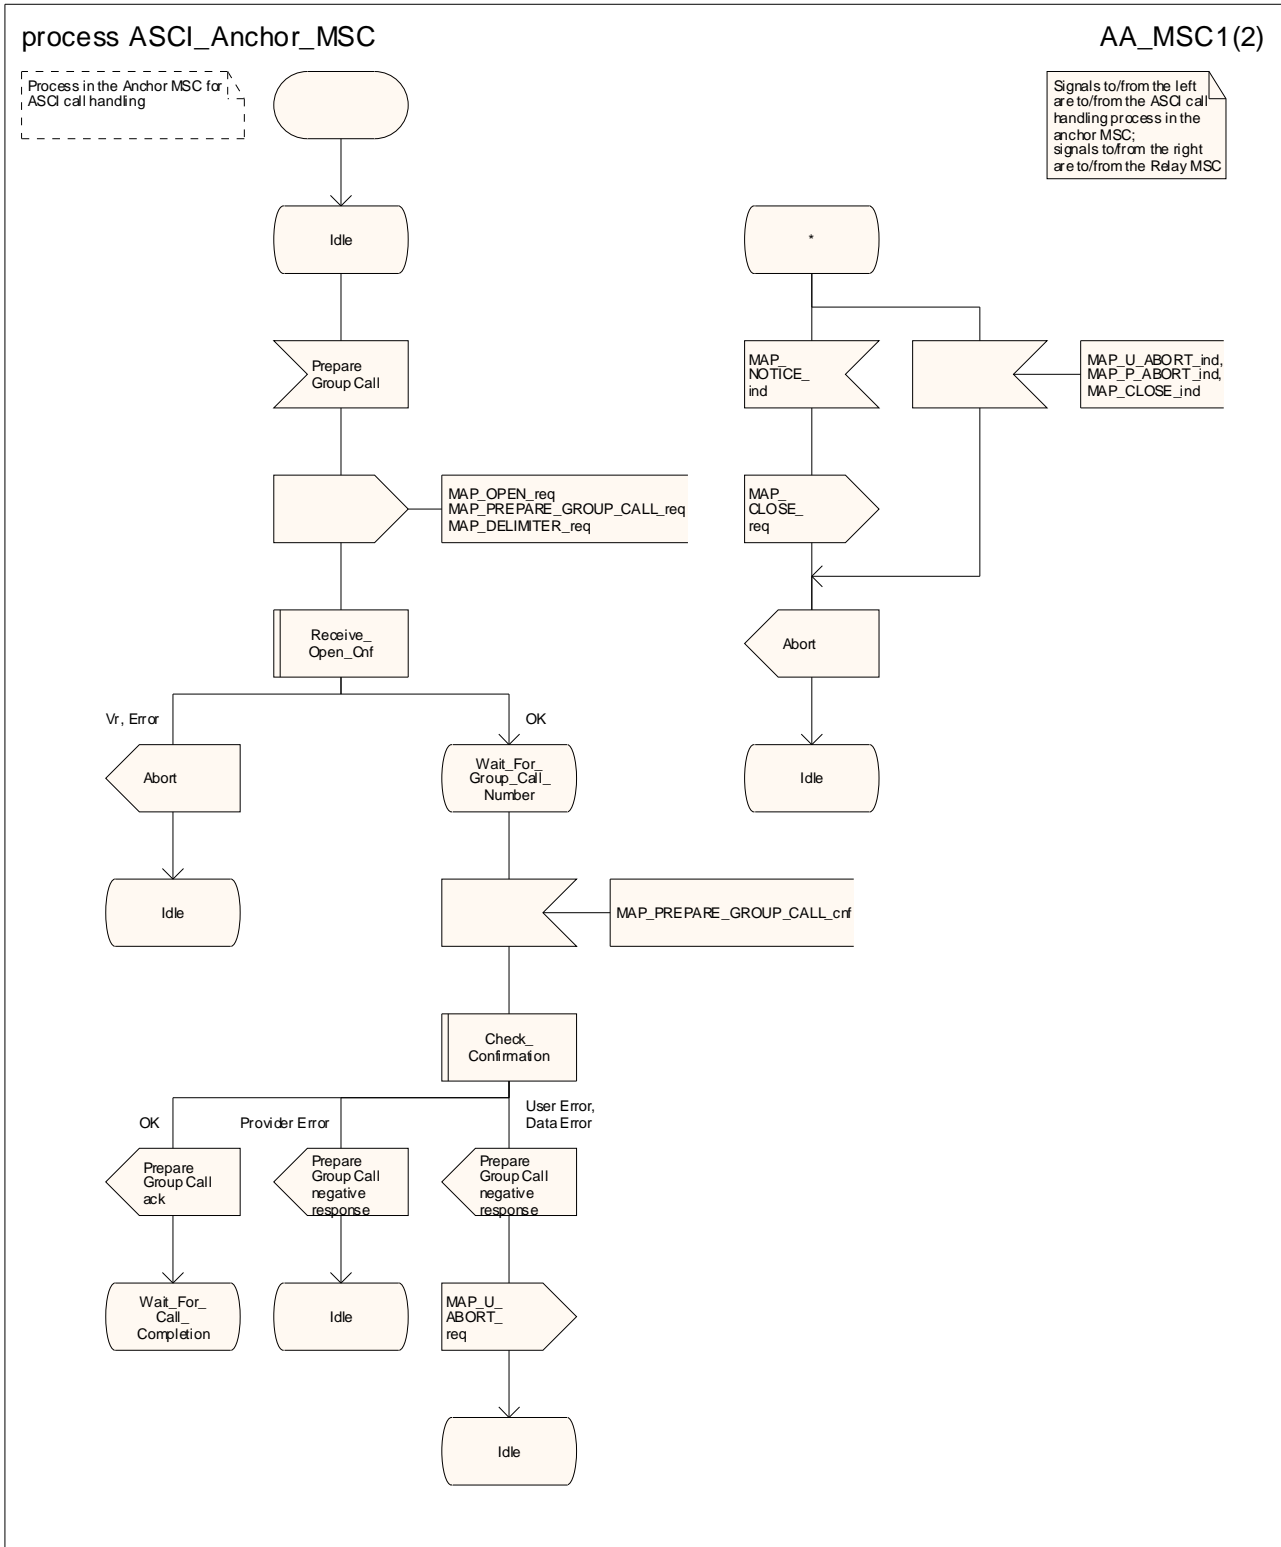 process ASCI_Anchor_MSC
AA_MSC1(2)
Process in the Anchor MSC for
ASCI call handling
Signals to/from the left
are to/from the ASCI call
handling process in the
anchor MSC;
signals to/from the right
are to/from the Relay MSC
Idle
*
Prepare
Group Call
MAP_
NOTICE_
ind
MAP_U_ABORT_ind,
MAP_P_ABORT_ind,
MAP_CLOSE_ind
MAP_OPEN_req
MAP_PREPARE_GROUP_CALL_req
MAP_DELIMITER_req
MAP_
CLOSE_
req
Receive_
Open_Cnf
Abort
Vr, Error
OK
Abort
Wait_For_
Group_Call_
Number
Idle
Idle
MAP_PREPARE_GROUP_CALL_cnf
Check_
Confirmation
OK
Provider Error
User Error,
Data Error
Prepare
Group Call
ack
Prepare
Group Call
negative
response
Prepare
Group Call
negative
response
Wait_For_
Call_
Completion
Idle
MAP_U_
ABORT_
req
Idle